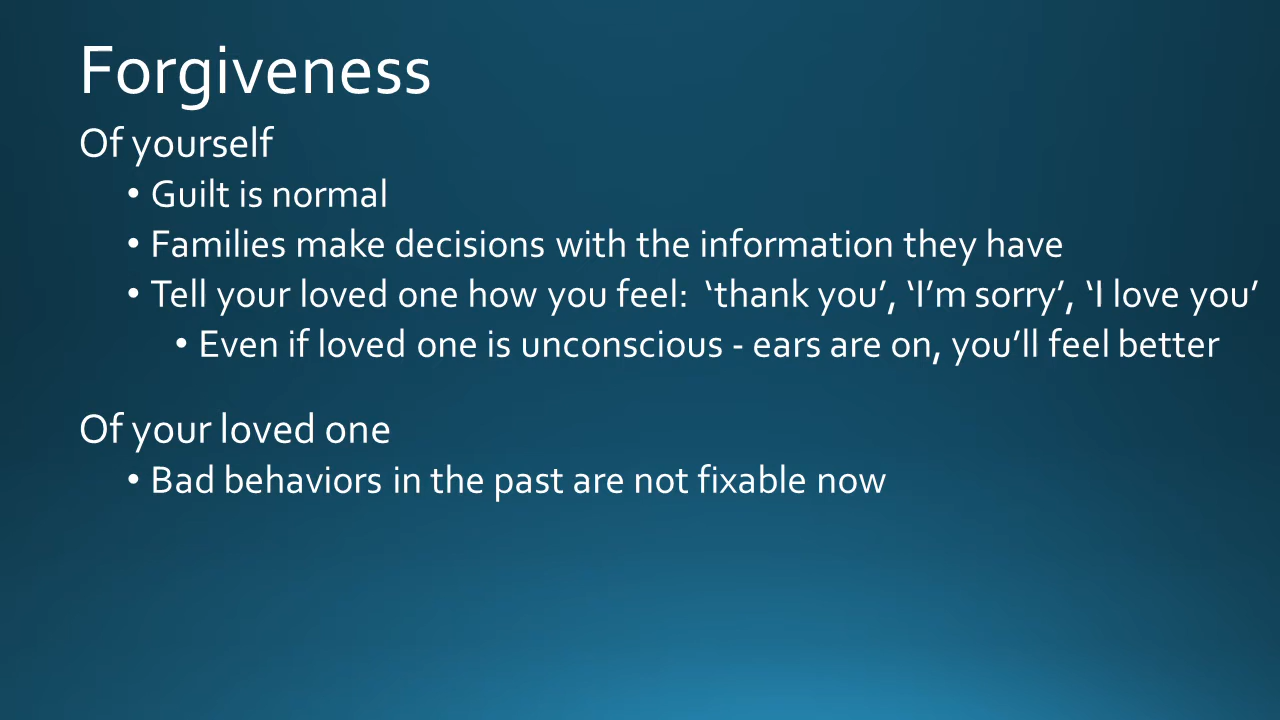 Forgiveness
Of yourself
• Guilt is normal
• Families make decisions with the information they have
• Tell your loved one how you feel:  ‘thank you’, ‘I’m sorry’, ‘I love you’
• Even if loved one is unconscious - ears are on, you’ll feel better
Of your loved one
• Bad behaviors in the past are not fixable now